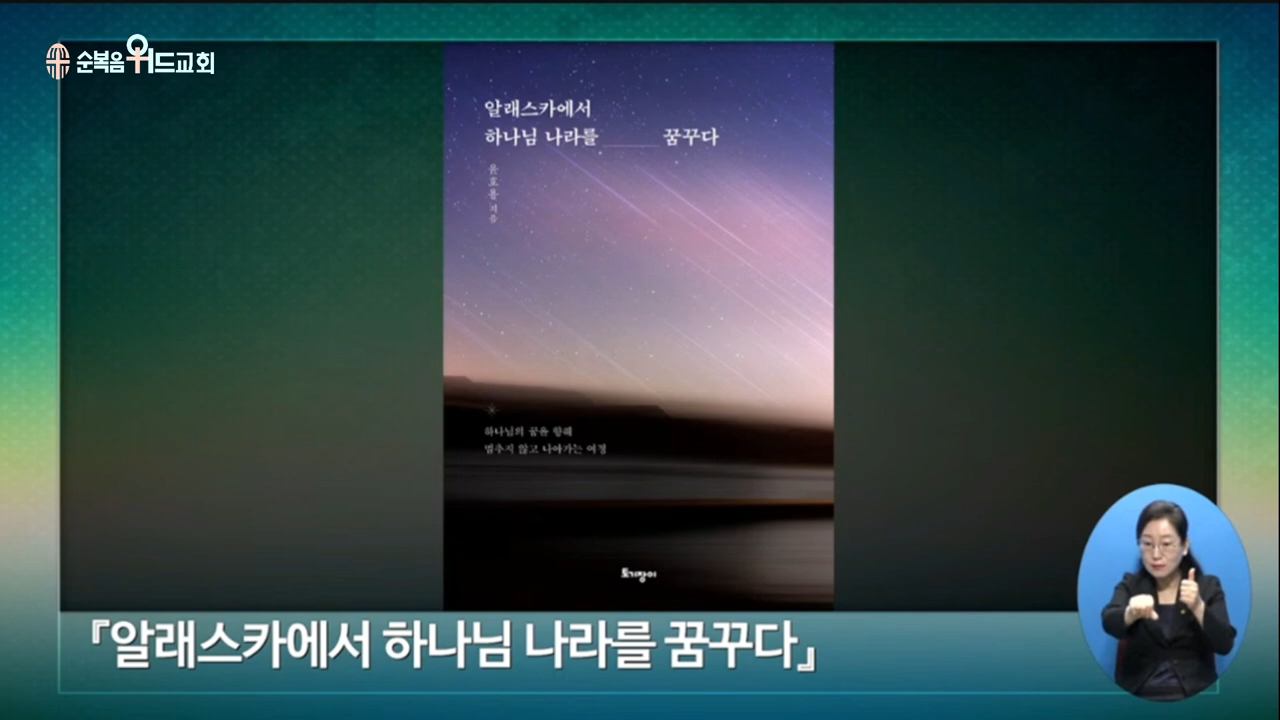 순복음위드교회
알래스카에서
하나님 나라를 ____ 꿈꾸다
윤호용 지음
하나님의 꿈을 향해
멈추지 않고 나아가는 여정
토기장이
『알래스카에서 하나님 나라를 꿈꾸다』